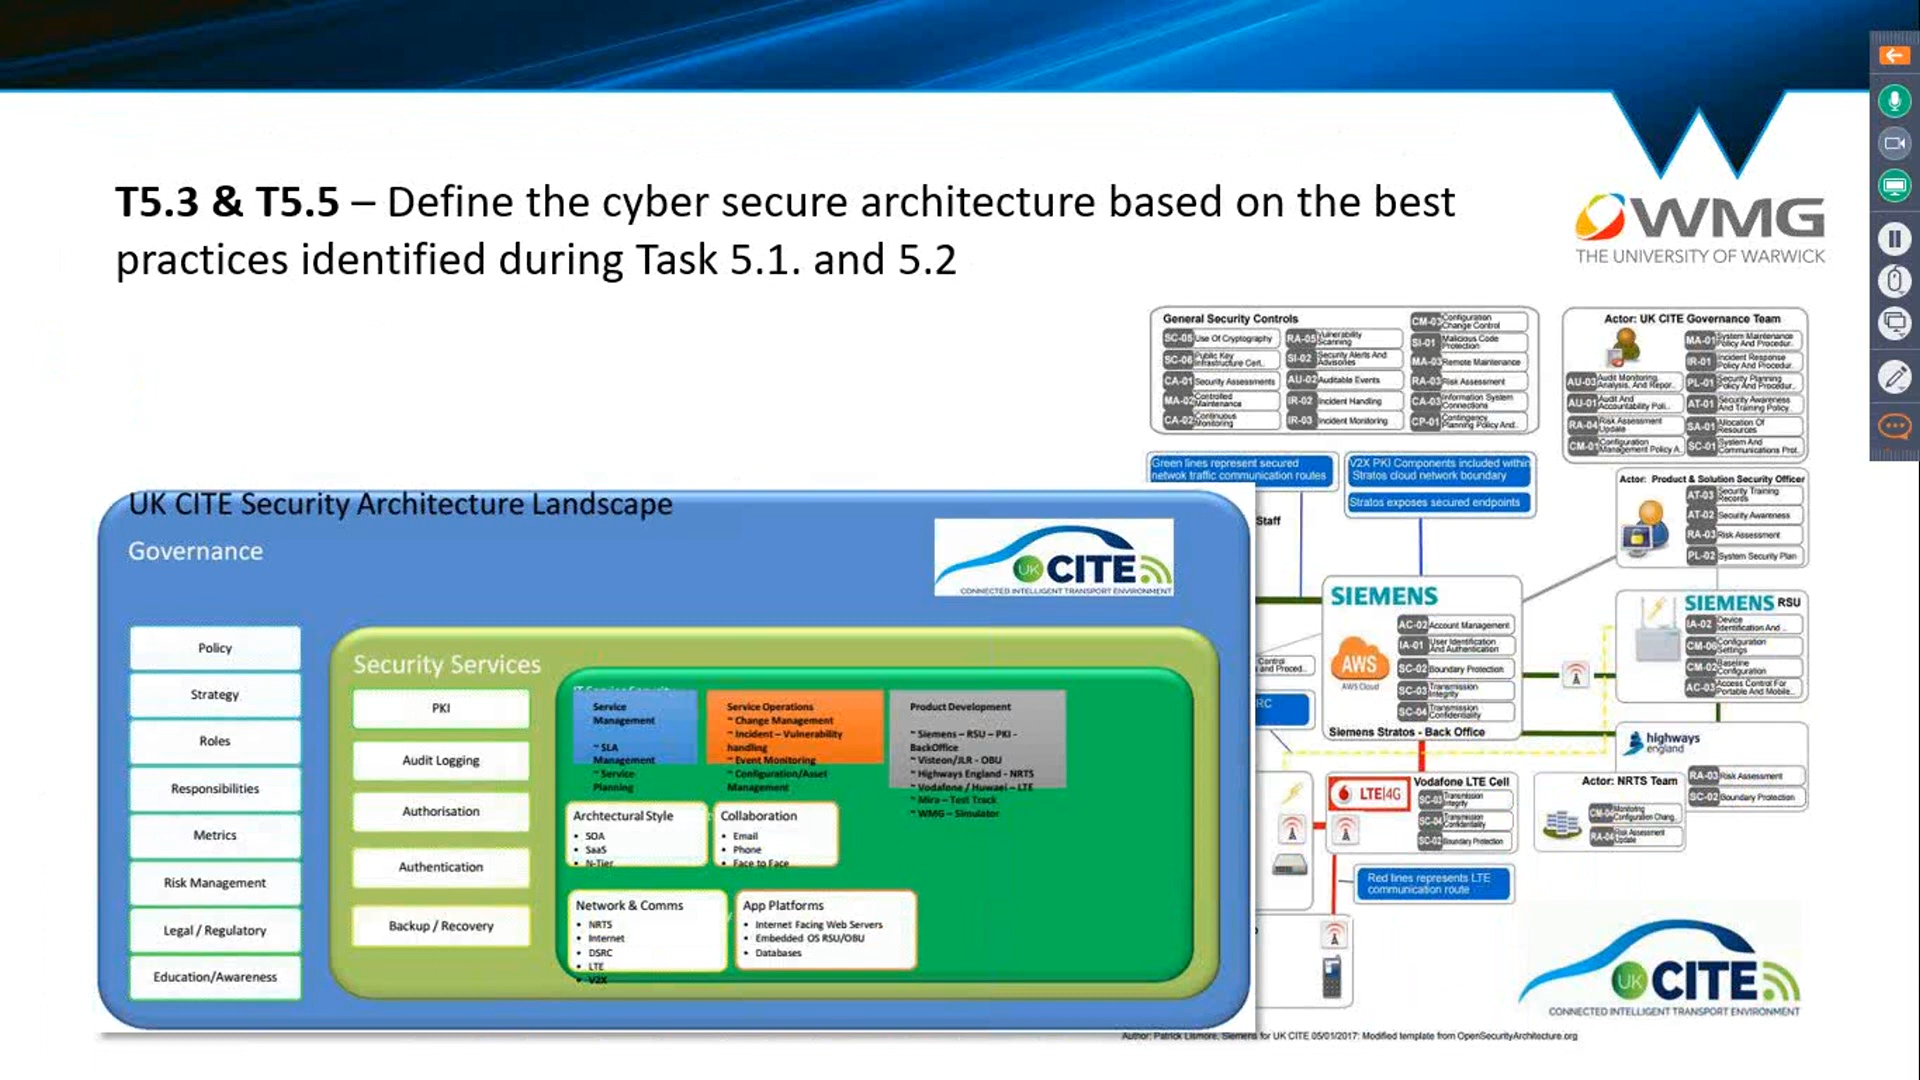 T5.3 & T5.5 – Define the cyber secure architecture based on the best
practices identified during Task 5.1. and 5.2
WMG
THE UNIVERSITY OF WARWICK
UK CITE Security Architecture Landscape
Governance
UK CITE
CONNECTED INTELLIGENT TRANSPORT ENVIRONMENT
Policy
Strategy
Roles
Responsibilities
Metrics
Risk Management
Legal / Regulatory
Education/Awareness
Security Services
PKI
Audit Logging
Authorisation
Authentication
Backup / Recovery
Service
Management
~ SLA
Management
~ Service
Planning
Service Operations
~ Change Management
~ Incident – Vulnerability
handling
~ Event Monitoring
~ Configuration/Asset
Management
Product Development
~ Siemens – RSU – PKI -
BackOffice
~ Visteon/JLR - OBU
~ Highways England - NRTS
~ Vodafone / Huwaei – LTE
~ Mira – Test Track
~ WMG – Simulator
Archtectural Style
• SOA
• SaaS
• N-Tier
Collaboration
• Email
• Phone
• Face to Face
Network & Comms
• NRTS
• Internet
• DSRC
• LTE
• V2X
App Platforms
• Internet Facing Web Servers
• Embedded OS RSU/OBU
• Databases
General Security Controls
SC-05 Use Of Cryptography
SC-06 Public Key Infrastructure Cert..
CA-01 Security Assessments
MA-02 Controlled Maintenance
CA-02 Continuous Monitoring
RA-05 Vulnerability Scanning
SI-02 Security Alerts And Advisories
AU-02 Auditable Events
IR-02 Incident Handling
IR-03 Incident Monitoring
CM-03 Configuration Change Control
SI-01 Malicious Code Protection
MA-03 Remote Maintenance
RA-03 Risk Assessment
CA-03 Information System Connections
CP-01 Contingency Planning Policy And..
Actor: UK CITE Governance Team
AU-03 Audit Monitoring, Analysis, And Repor..
AU-01 Audit And Accountability Poli..
RA-04 Risk Assessment Update
CM-01 Configuration Management Policy A..
MA-01 System Maintenance Policy And Procedur..
IR-01 Incident Response Policy And Procedur..
PL-01 Security Planning Policy And Procedur..
AT-01 Security Awareness And Training Policy..
SA-01 Allocation Of Resources
SC-01 System And Communications Prot..
Green lines represent secured
netwok traffic communication routes
V2X PKI Components included within
Stratos cloud network boundary
Stratos exposes secured endpoints
Actor: Product & Solution Security Officer
AT-03 Security Training Records
AT-02 Security Awareness
RA-03 Risk Assessment
PL-02 System Security Plan
Staff
Control
and Proced..
RC
SIEMENS
AWS
AWS Cloud
AC-02 Account Management
IA-01 User Identification And Authentication
SC-02 Boundary Protection
SC-03 Transmission Integrity
SC-04 Transmission Confidentiality
Siemens Stratos - Back Office
SIEMENS RSU
IA-02 Device Identification And ..
CM-06 Configuration Settings
CM-02 Baseline Configuration
AC-03 Access Control For Portable And Mobile..
highways
england
Actor: NRTS Team
RA-03 Risk Assessment
SC-02 Boundary Protection
Monitoring Configuration Chang..
RA-04 Risk Assessment Update
LTE|4G
Vodafone LTE Cell
SC-03 Transmission Integrity
SC-04 Transmission Confidentiality
SC-02 Boundary Protection
Red lines represents LTE
communication route
UK CITE
CONNECTED INTELLIGENT TRANSPORT ENVIRONMENT
Author: Patrick Lismore, Siemens for UK CITE 05/01/2017: Modified template from OpenSecurityArchitecture.org